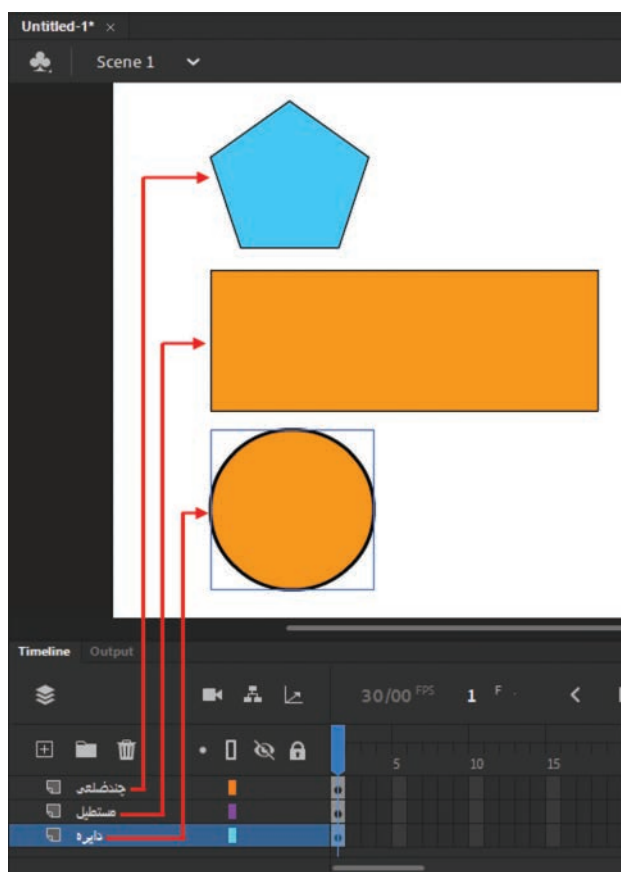 Untitled-1* ×
Scene 1
Timeline Output
30/00 FPS 1 F
5 10 15
چندضلعی
مستطیل
دایره